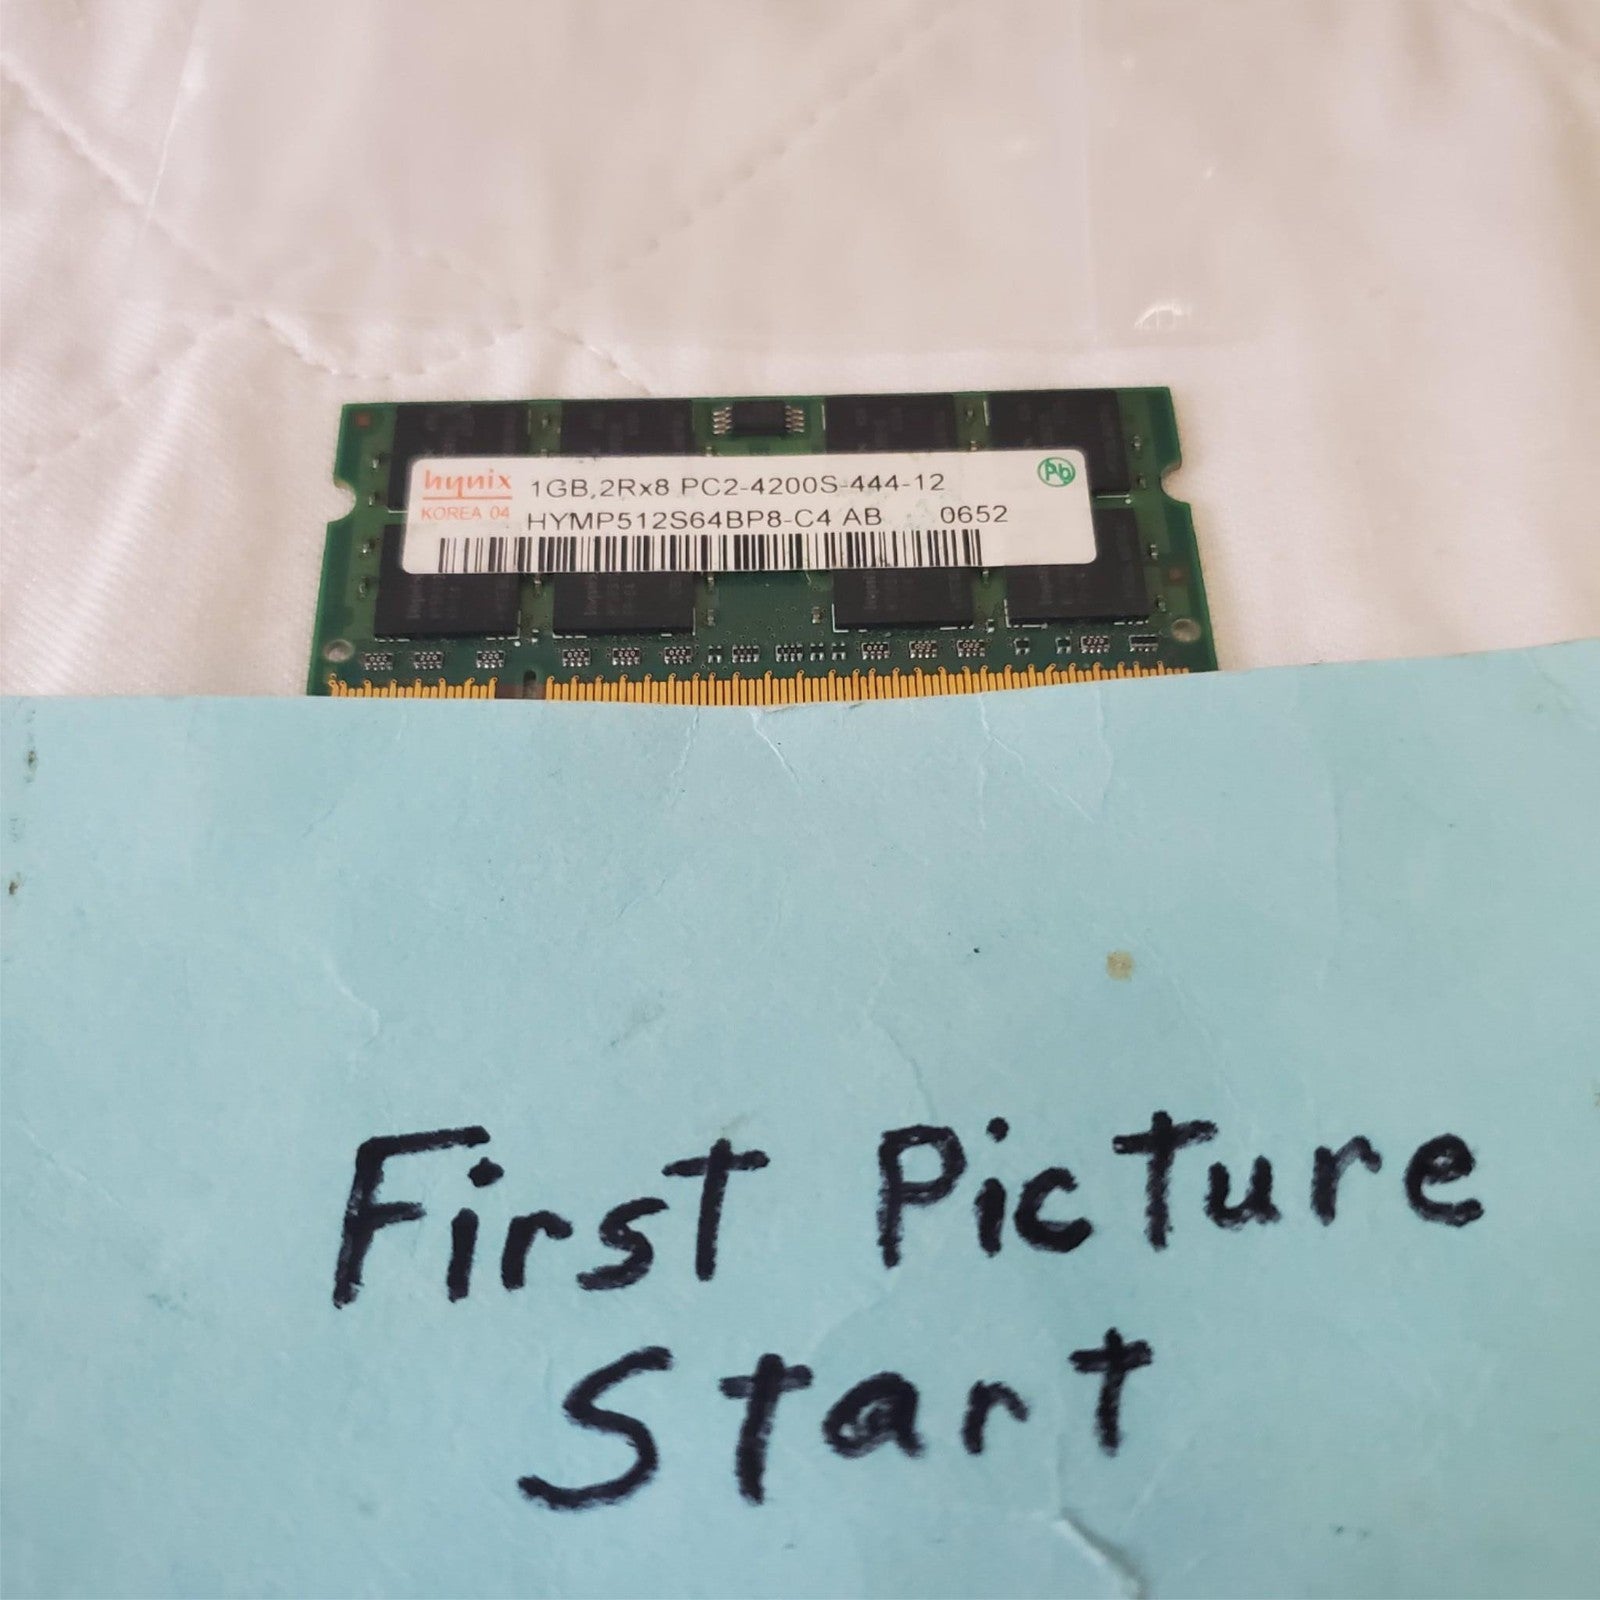 hynix 1GB,2Rx8 PC2-4200S-444-12 Pb
KOREA 04 HYMP512S64BP8-C4 AB 0652
First Picture
Start